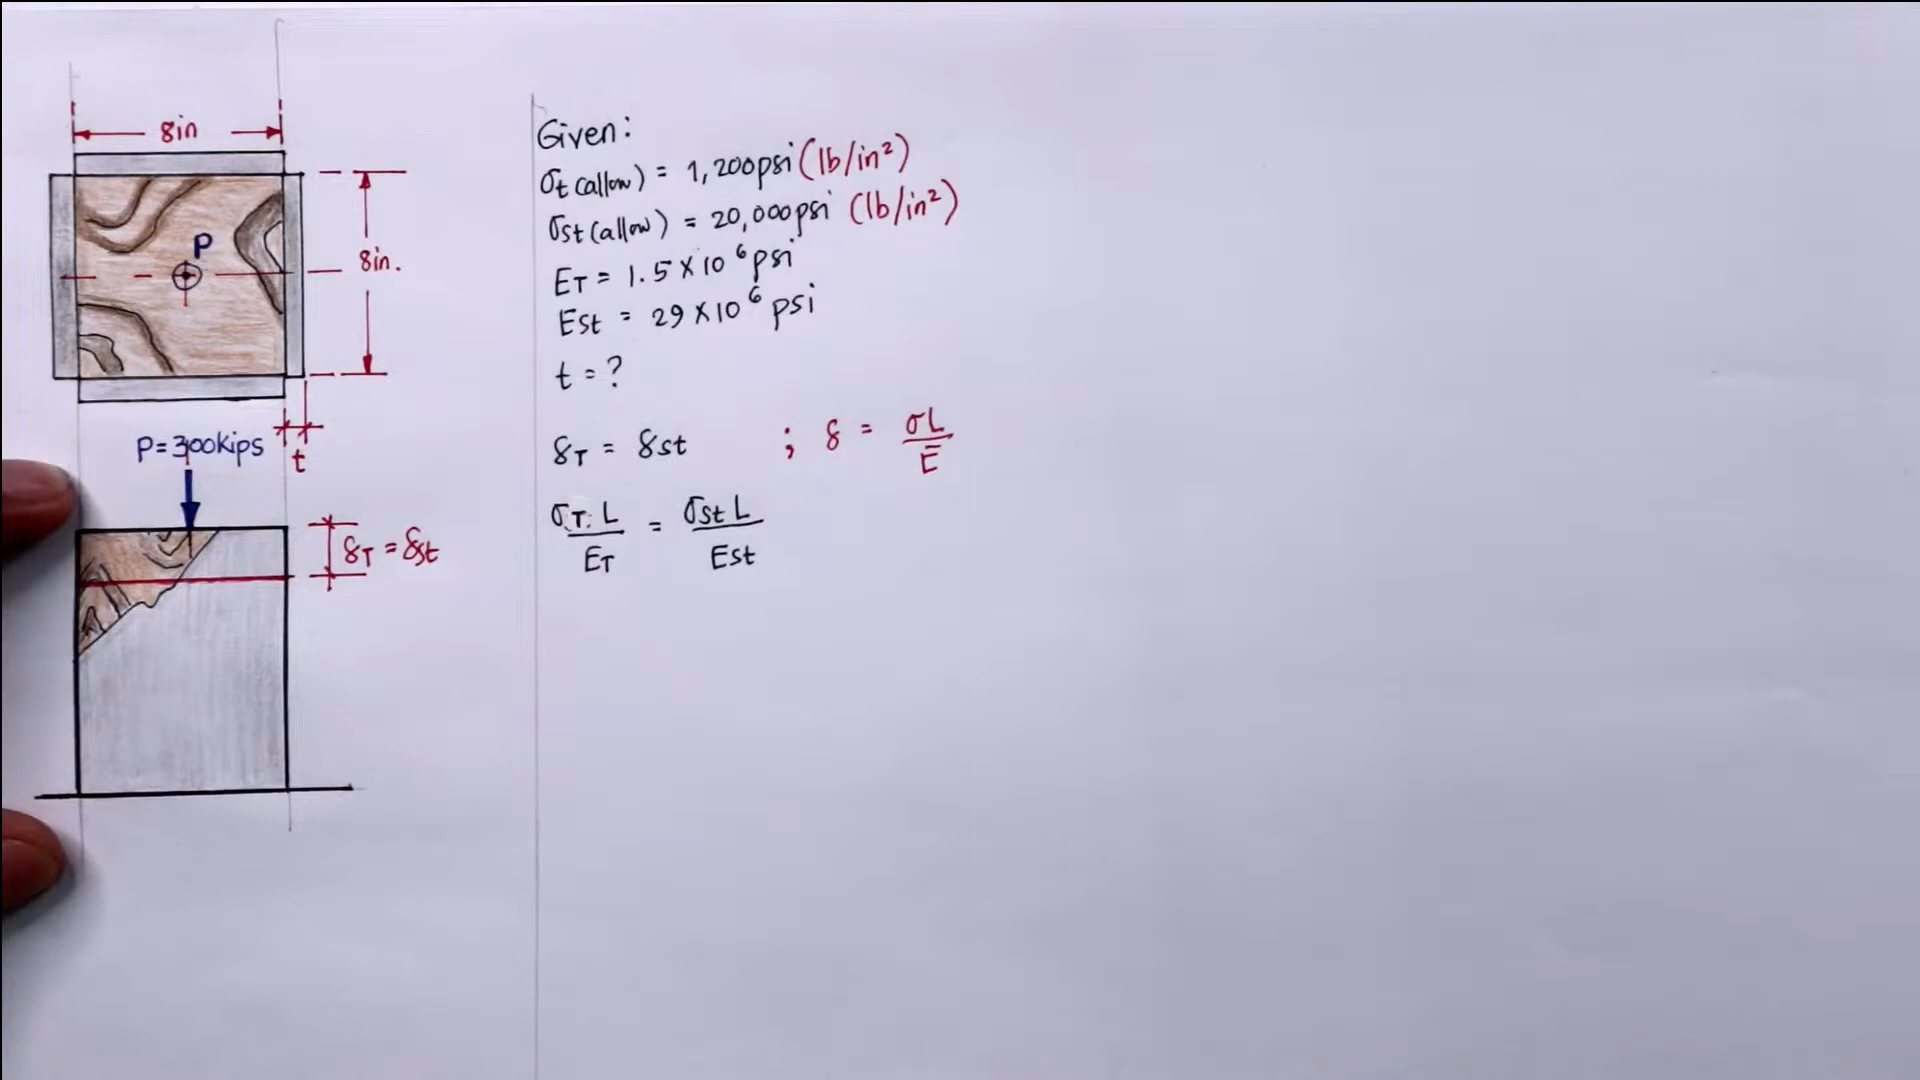 8in
8in.
P
P=300kips
t
δT = δst
Given:
σt(allow) = 1,200psi (lb/in²)
σst(allow) = 20,000psi (lb/in²)
ET = 1.5 × 10⁶ psi
Est = 29 × 10⁶ psi
t = ?
δT = δst ; δ = σL/E
σT L/ET = σst L/Est